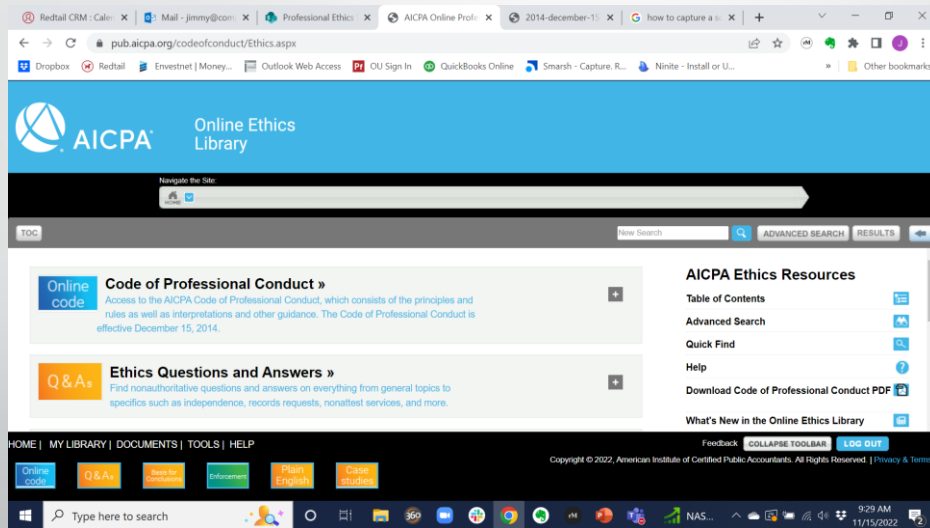 Redtail CRM : Caler
Mail - jimmy@com
Professional Ethics
AICPA Online Profe
2014-december-15
how to capture a s
pub.aicpa.org/codeofconduct/Ethics.aspx
Dropbox
Redtail
Envestnet | Money...
Outlook Web Access
OU Sign In
QuickBooks Online
Smarsh - Capture. R...
Ninite - Install or U...
»
Other bookmarks
AICPA
Online Ethics
Library
Navigate the Site:
HOME
TOC
New Search
ADVANCED SEARCH
RESULTS
Online
code
Code of Professional Conduct »
Access to the AICPA Code of Professional Conduct, which consists of the principles and
rules as well as interpretations and other guidance. The Code of Professional Conduct is
effective December 15, 2014.
Q & As
Ethics Questions and Answers »
Find nonauthoritative questions and answers on everything from general topics to
specifics such as independence, records requests, nonattest services, and more.
AICPA Ethics Resources
Table of Contents
Advanced Search
Quick Find
Help
Download Code of Professional Conduct PDF
What's New in the Online Ethics Library
HOME | MY LIBRARY | DOCUMENTS | TOOLS | HELP
Feedback
COLLAPSE TOOLBAR
LOG OUT
Copyright © 2022, American Institute of Certified Public Accountants. All Rights Reserved. | Privacy & Terms
Online
code
Q & As
Basis for
Conclusions
Enforcement
Plain
English
Case
studies
Type here to search
360
NAS...
9:29 AM
11/15/2022